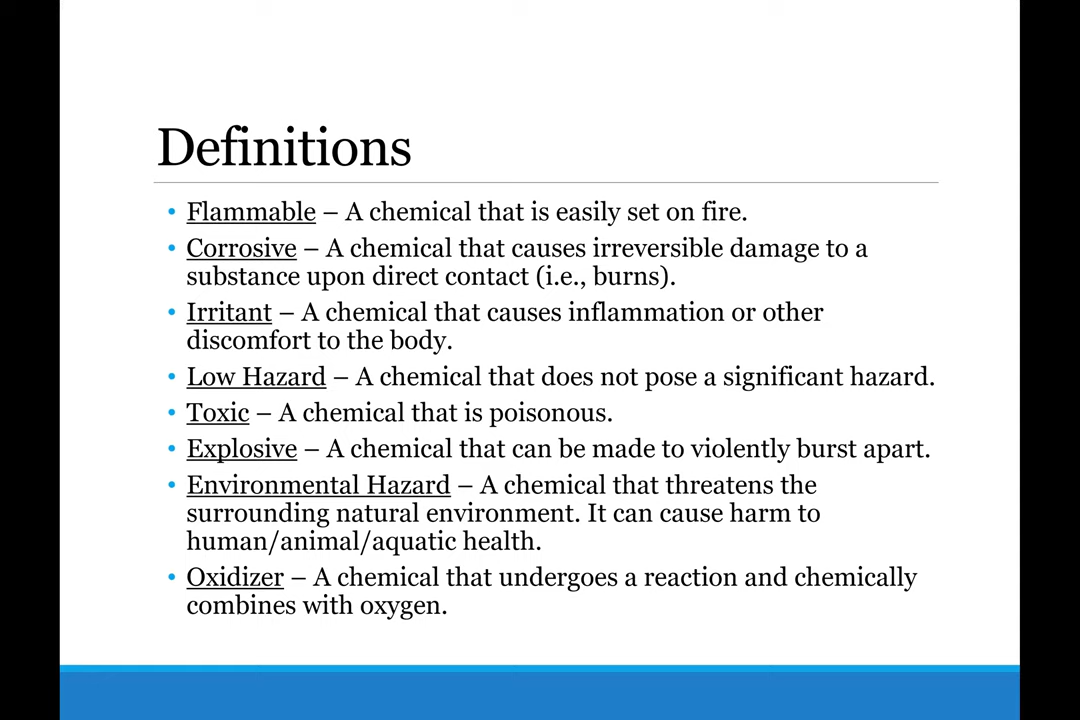 Definitions
• Flammable – A chemical that is easily set on fire.
• Corrosive – A chemical that causes irreversible damage to a
substance upon direct contact (i.e., burns).
• Irritant – A chemical that causes inflammation or other
discomfort to the body.
• Low Hazard – A chemical that does not pose a significant hazard.
• Toxic – A chemical that is poisonous.
• Explosive – A chemical that can be made to violently burst apart.
• Environmental Hazard – A chemical that threatens the
surrounding natural environment. It can cause harm to
human/animal/aquatic health.
• Oxidizer – A chemical that undergoes a reaction and chemically
combines with oxygen.